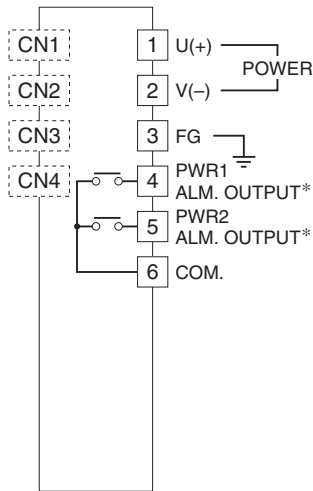 CN1
1 U(+)
POWER
CN2
2 V(–)
CN3
3 FG
CN4
4 PWR1
ALM. OUTPUT*
5 PWR2
ALM. OUTPUT*
6 COM.